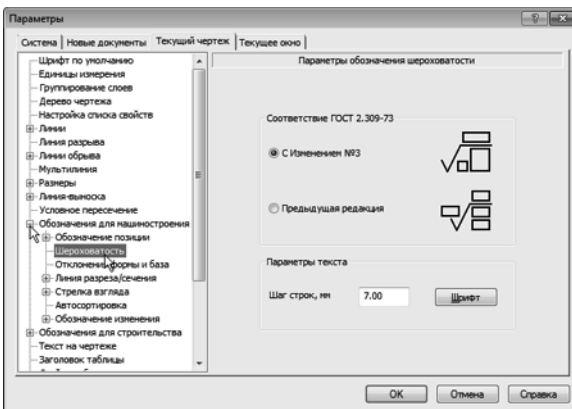 Параметры
Система Новые документы Текущий чертеж Текущее окно
Шрифт по умолчанию
Единицы измерения
Группирование слоев
Дерево чертежа
Настройка списка свойств
Линии
Линия разрыва
Линии обрыва
Мультилиния
Размеры
Линия-выноска
Условное пересечение
Обозначения для машиностроения
Обозначение позиции
Шероховатость
Отклонения формы и база
Линия разреза/сечения
Стрелка взгляда
Автосортировка
Обозначение изменения
Обозначения для строительства
Текст на чертеже
Заголовок таблицы
Параметры обозначения шероховатости
Соответствие ГОСТ 2.309-73
С Изменением №3
Предыдущая редакция
Параметры текста
Шаг строк, мм 7.00 Шрифт
OK Отмена Справка